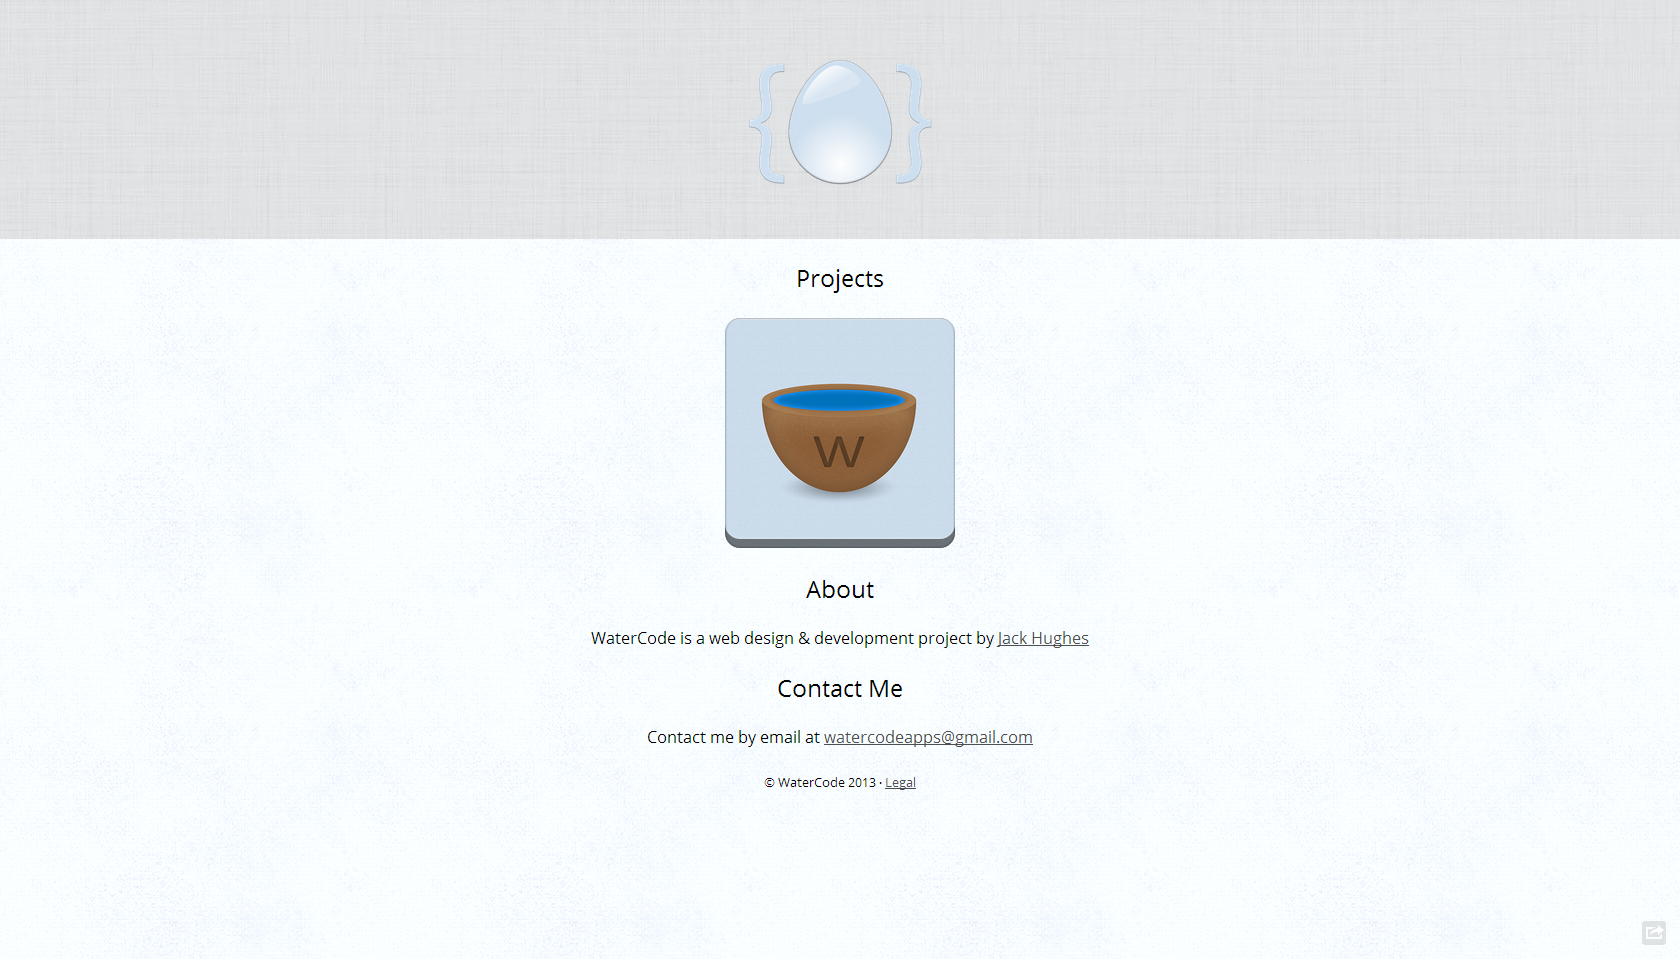 { }
Projects
W
About
WaterCode is a web design & development project by Jack Hughes
Contact Me
Contact me by email at watercodeapps@gmail.com
© WaterCode 2013 · Legal